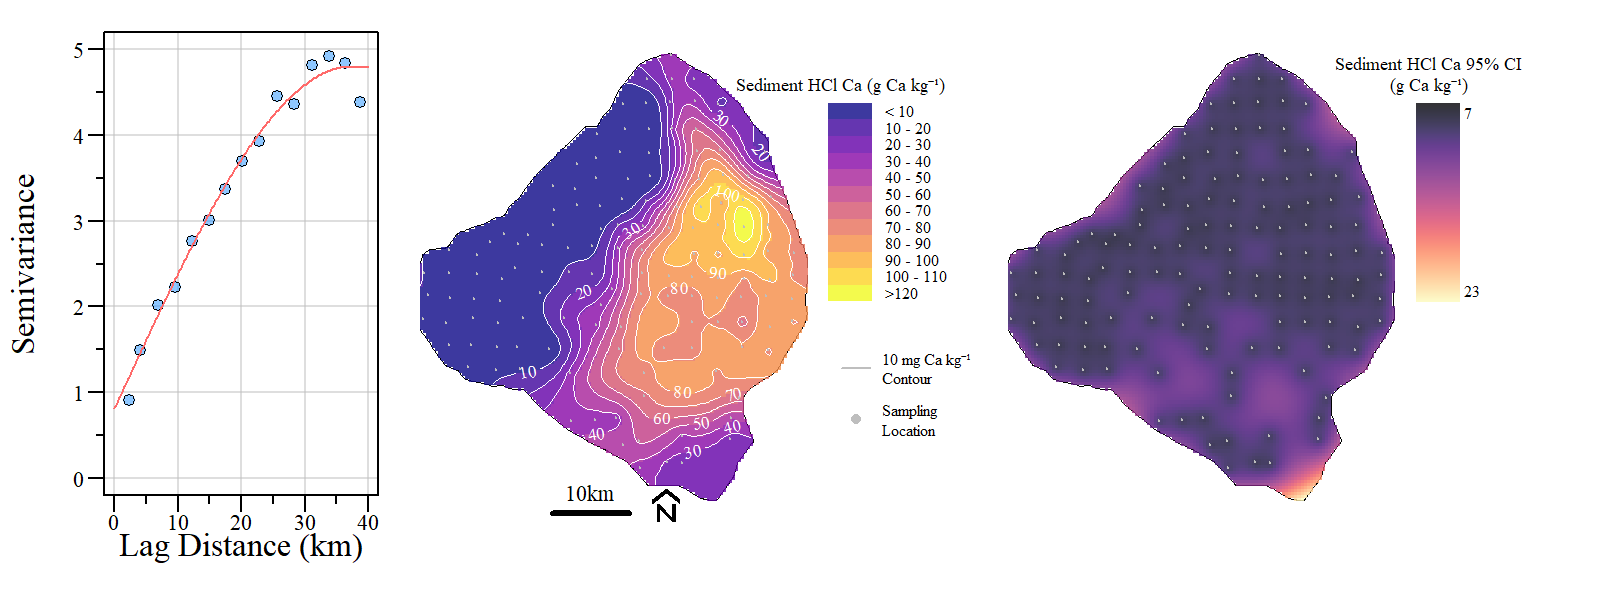 Semivariance
5
4
3
2
1
0
0 10 20 30 40
Lag Distance (km)
Sediment HCl Ca (g Ca kg⁻¹)
< 10
10 - 20
20 - 30
30 - 40
40 - 50
50 - 60
60 - 70
70 - 80
80 - 90
90 - 100
100 - 110
>120
10 mg Ca kg⁻¹
Contour
Sampling
Location
30
20
100
30
90
20
80
10
80
70
60
50
40
40
30
10km
N
Sediment HCl Ca 95% CI
(g Ca kg⁻¹)
7
23